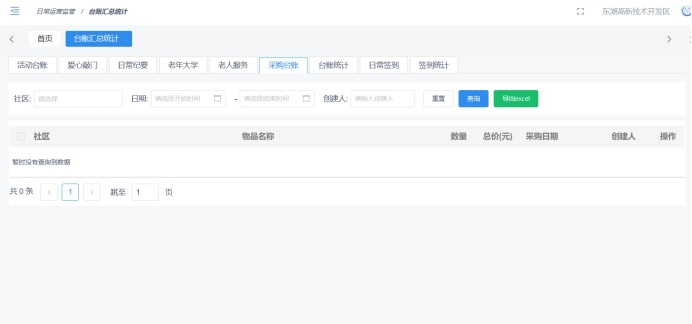 日常运营监管 / 台账汇总统计 东湖高新技术开发区
首页 台账汇总统计
活动台账 爱心敲门 日常纪要 老年大学 老人服务 采购台账 台账统计 日常签到 签到统计
社区: 请选择 日期: 请选择开始时间 - 请选择结束时间 创建人: 请输入创建人 重置 查询 导出excel
社区 物品名称 数量 总价(元) 采购日期 创建人 操作
暂时没有查询到数据
共 0 条 < 1 > 跳至 1 页